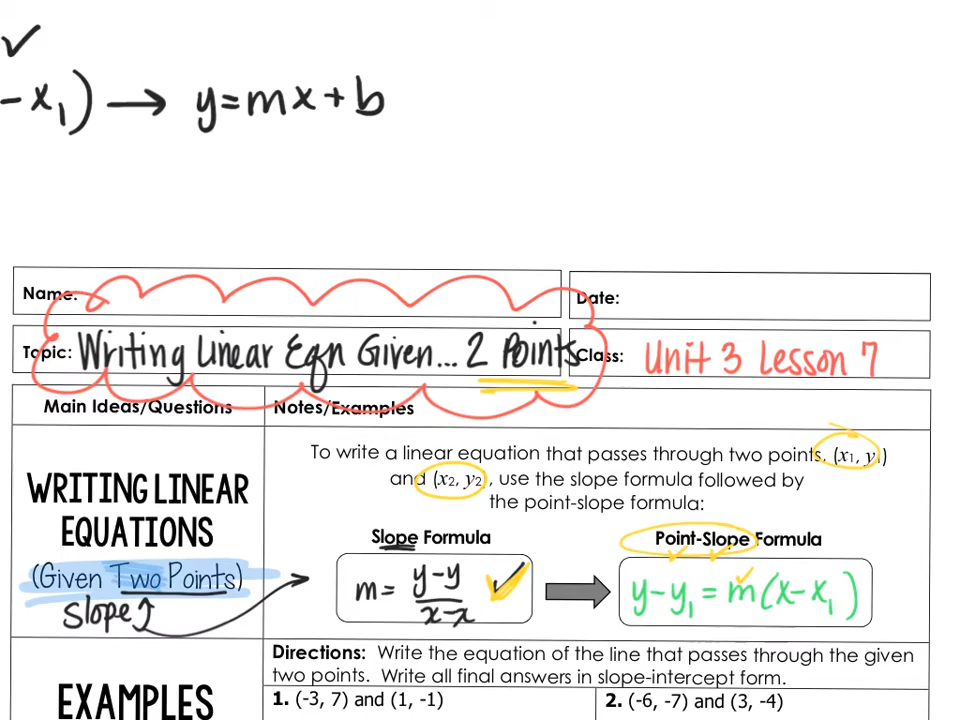 -x₁) → y=mx+b
Name:
Date:
Topic: Writing Linear Eqn Given... 2 Points
Class: Unit 3 Lesson 7
Main Ideas/Questions
Notes/Examples
WRITING LINEAR
EQUATIONS
(Given Two Points)
Slope
To write a linear equation that passes through two points, (x₁, y₁)
and (x₂, y₂), use the slope formula followed by
the point-slope formula:
Slope Formula
m = y-y / x-x
Point-Slope Formula
y-y₁ = m(x-x₁)
EXAMPLES
Directions: Write the equation of the line that passes through the given
two points. Write all final answers in slope-intercept form.
1. (-3, 7) and (1, -1)
2. (-6, -7) and (3, -4)